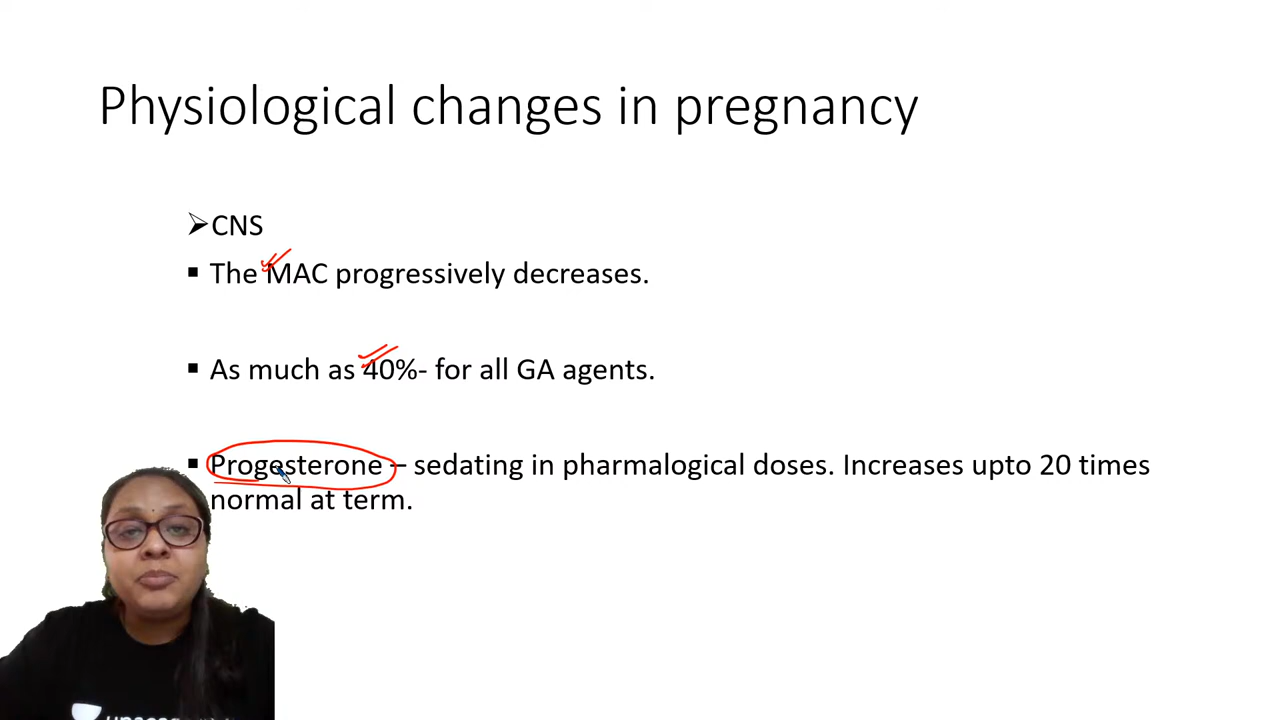 Physiological changes in pregnancy
➢CNS
▪ The MAC progressively decreases.
▪ As much as 40%- for all GA agents.
▪ Progesterone – sedating in pharmalogical doses. Increases upto 20 times
normal at term.